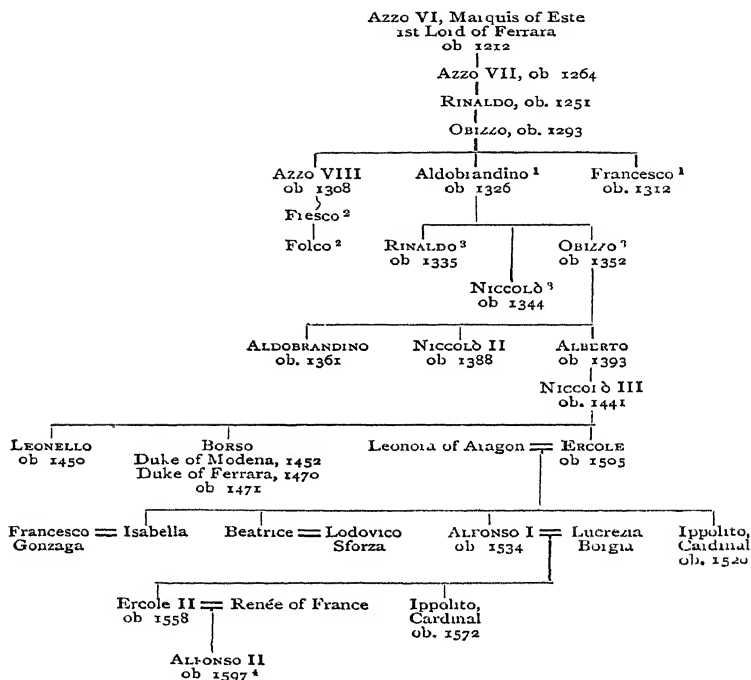 Azzo VI, Marquis of Este
1st Lord of Ferrara
ob 1212
Azzo VII, ob 1264
RINALDO, ob. 1251
OBIZZO, ob. 1293
Azzo VIII Aldobrandino ¹ Francesco ¹
ob 1308 ob 1326 ob. 1312
Fresco ²
Folco ² RINALDO ³ OBIZZO ³
ob 1335 ob 1352
NICCOLÒ ³
ob 1344
ALDOBRANDINO NICCOLÒ II ALBERTO
ob. 1361 ob 1388 ob 1393
NICCOLÒ III
ob. 1441
LEONELLO BORSO Leonora of Aragon = ERCOLE
ob 1450 Duke of Modena, 1452 ob 1505
Duke of Ferrara, 1470
ob 1471
Francesco = Isabella Beatrice = Lodovico ALFONSO I = Lucrezia Ippolito,
Gonzaga Sforza ob 1534 Borgia Cardinal
ob. 1520
Ercole II = Renée of France Ippolito,
ob 1558 Cardinal
ob. 1572
ALFONSO II
ob 1597 ⁴